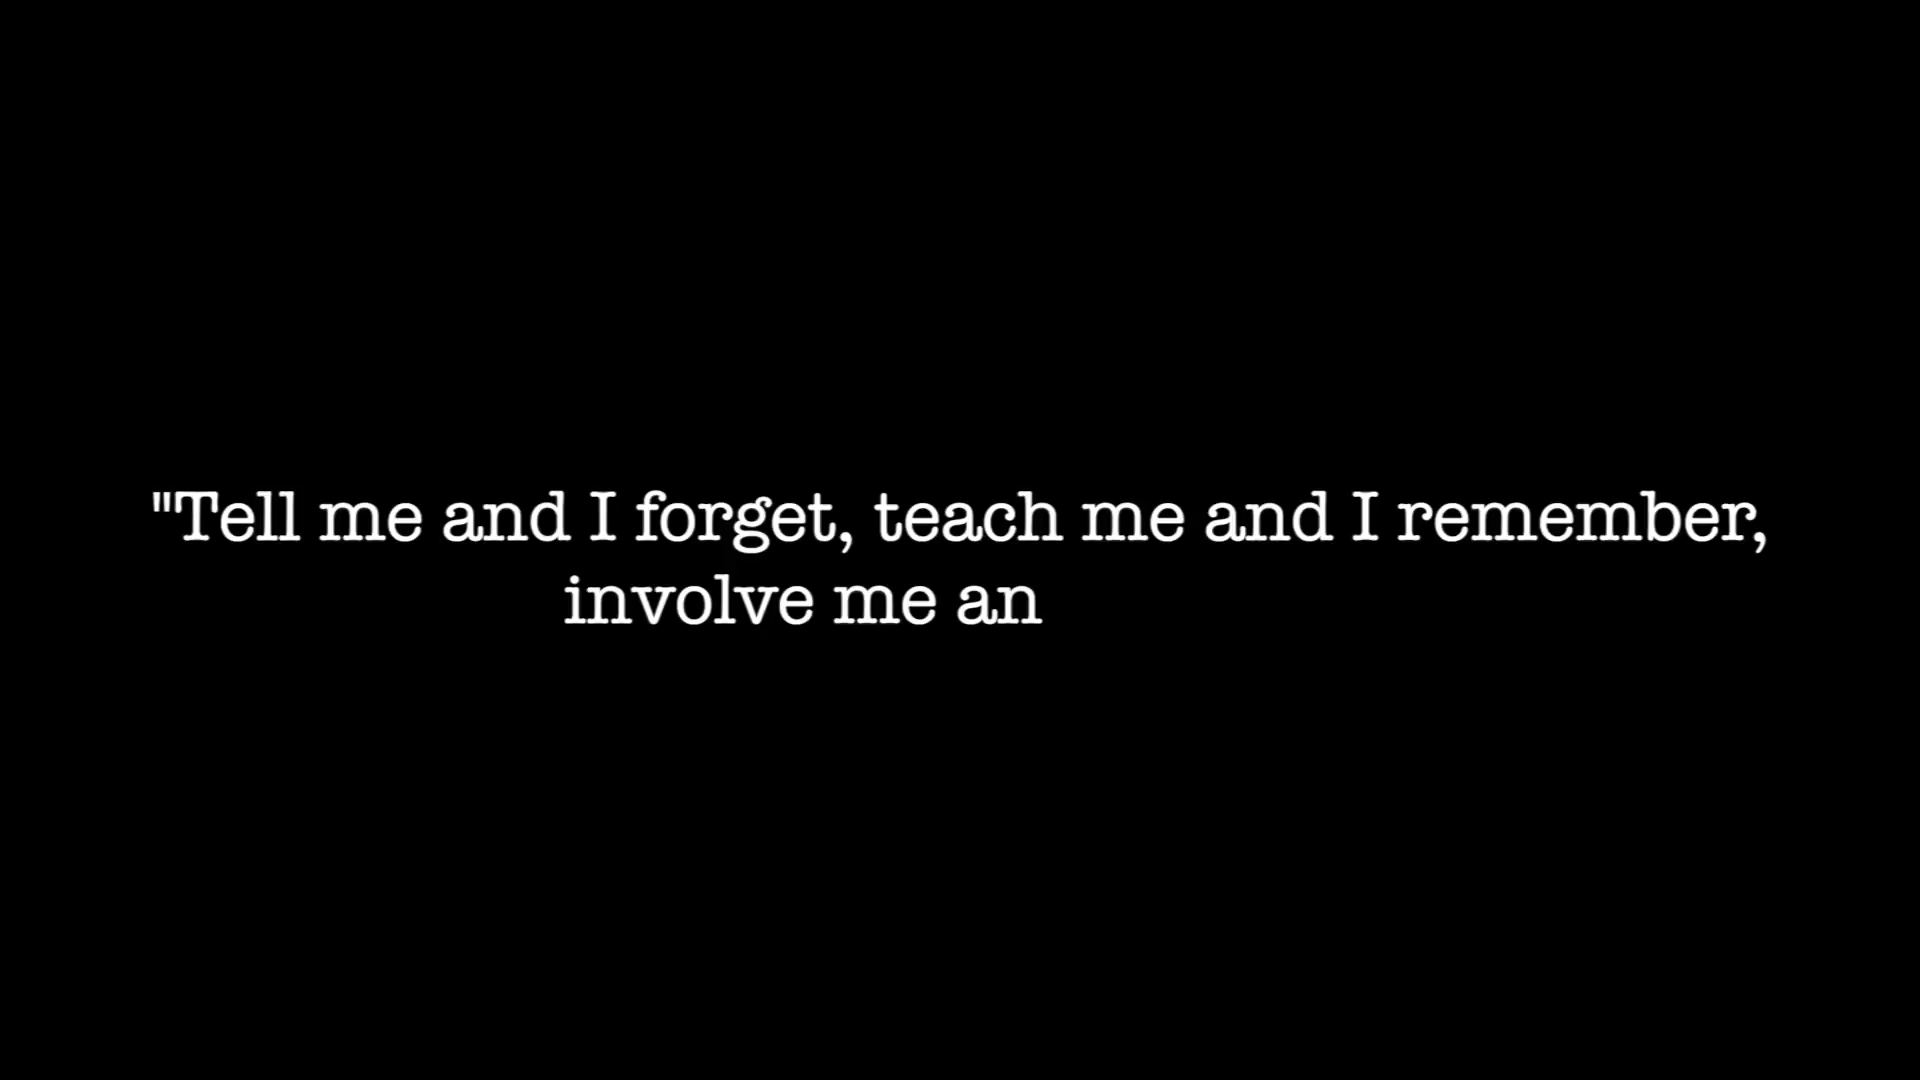 "Tell me and I forget, teach me and I remember,
involve me an